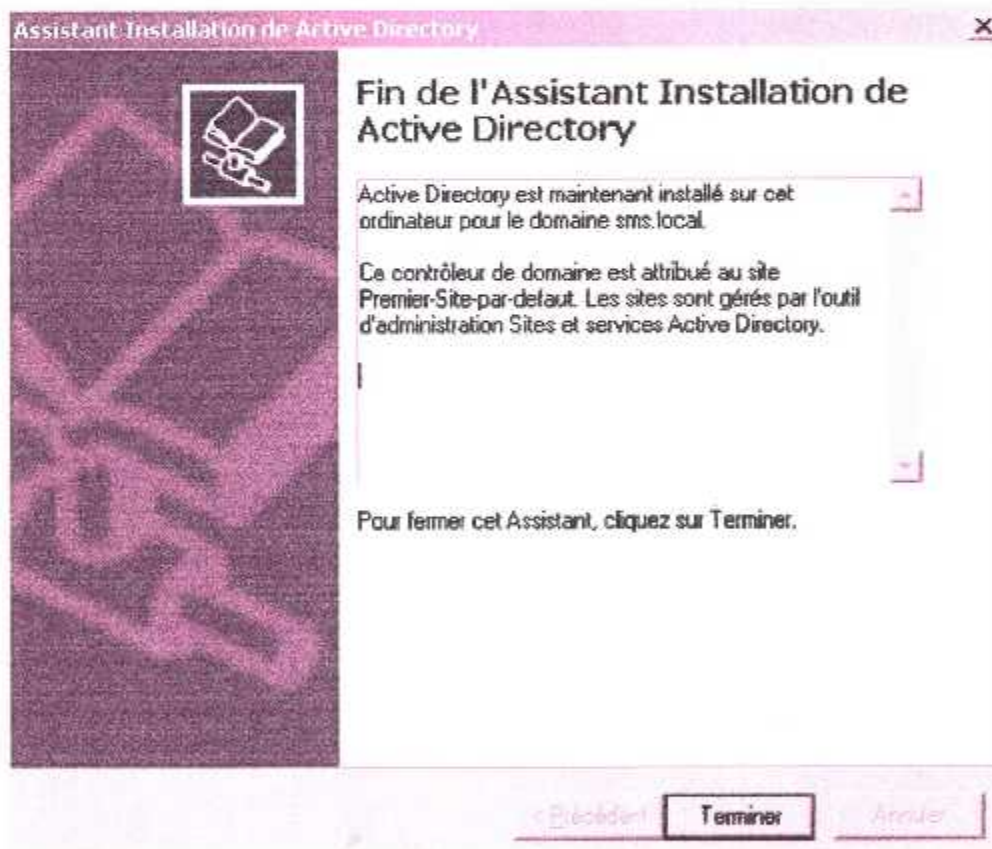 Assistant Installation de Active Directory
Fin de l'Assistant Installation de
Active Directory
Active Directory est maintenant installé sur cet
ordinateur pour le domaine sms.local.
Ce contrôleur de domaine est attribué au site
Premier-Site-par-defaut. Les sites sont gérés par l'outil
d'administration Sites et services Active Directory.
Pour fermer cet Assistant, cliquez sur Terminer.
< Précédent Terminer Annuler